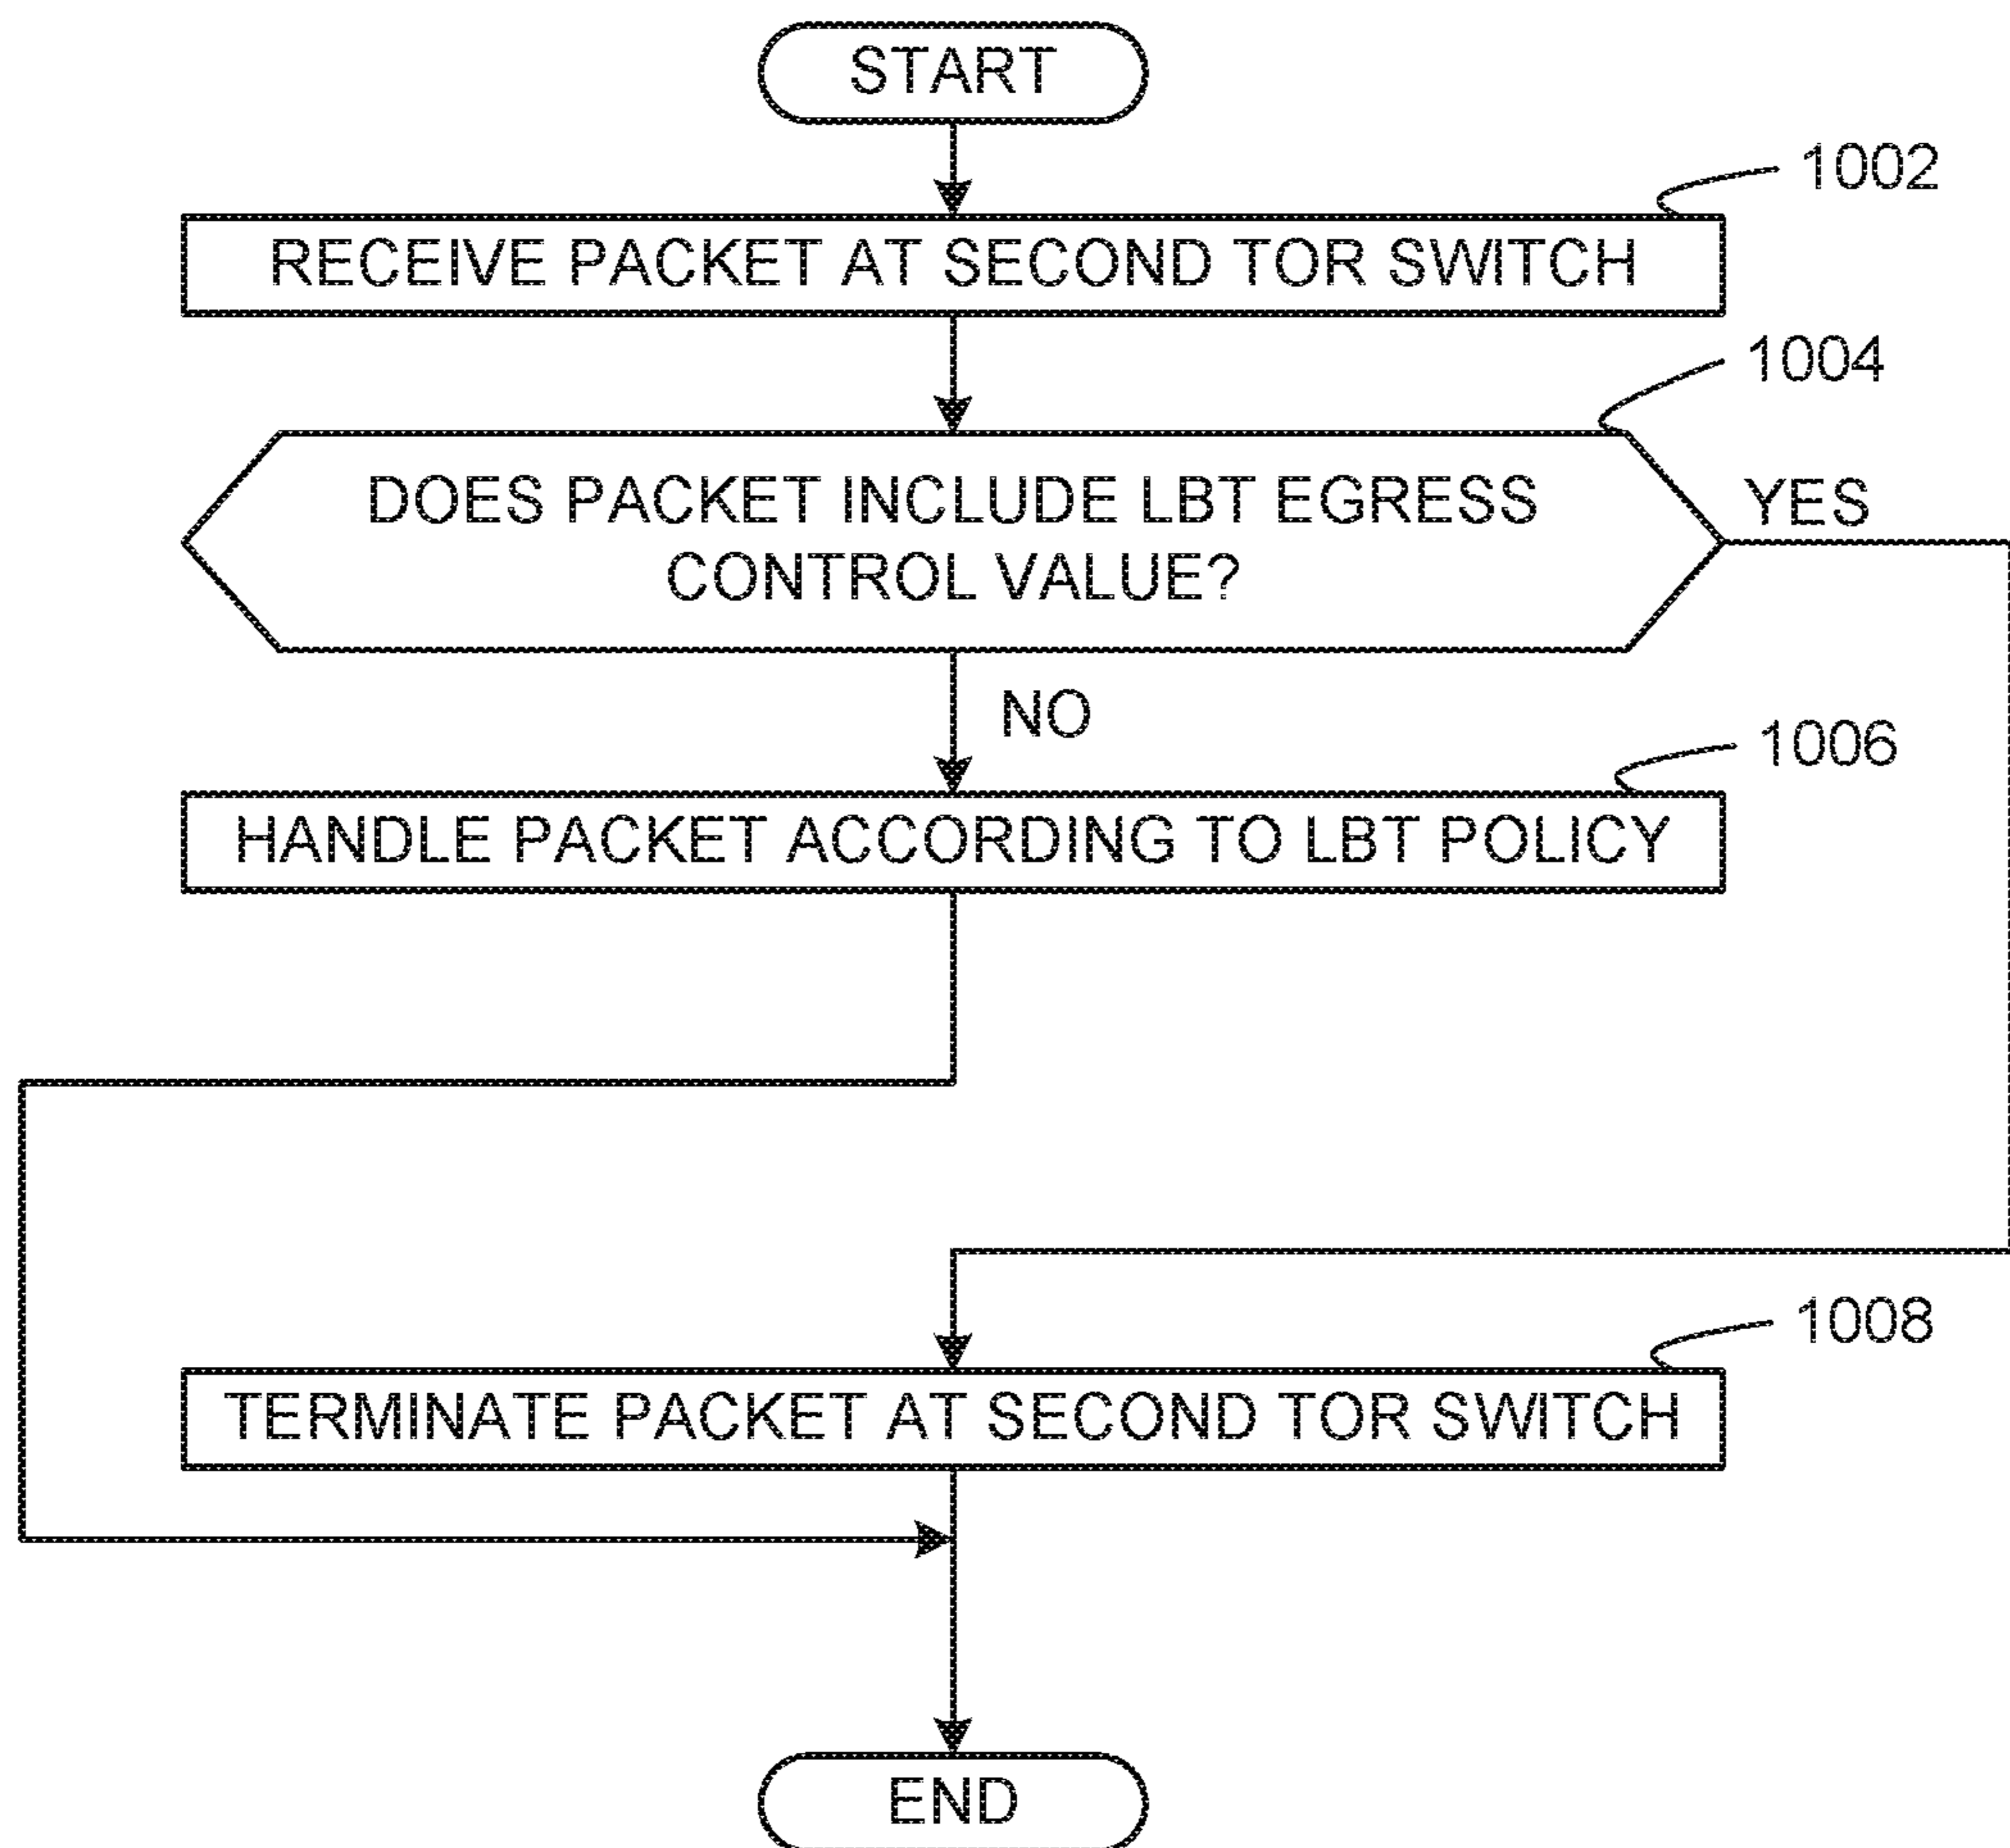 START
1002
RECEIVE PACKET AT SECOND TOR SWITCH
1004
DOES PACKET INCLUDE LBT EGRESS
CONTROL VALUE?
YES
NO
1006
HANDLE PACKET ACCORDING TO LBT POLICY
1008
TERMINATE PACKET AT SECOND TOR SWITCH
END